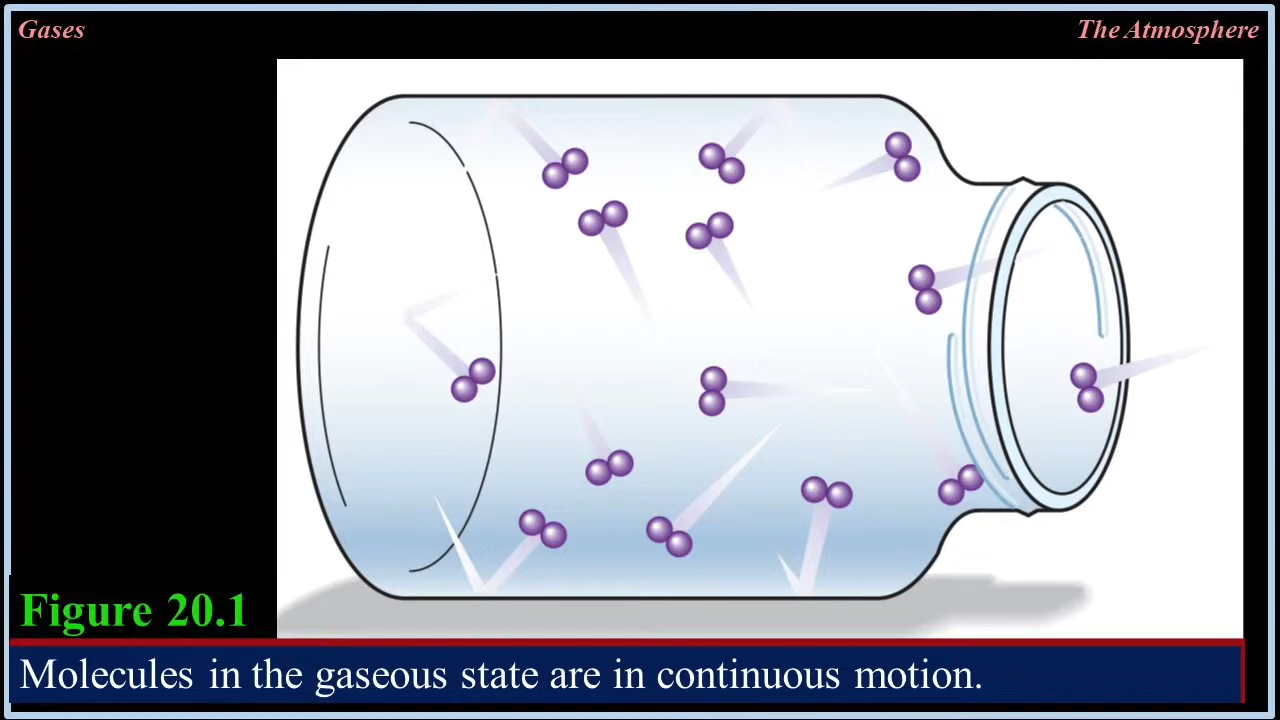 Gases
The Atmosphere
Figure 20.1
Molecules in the gaseous state are in continuous motion.